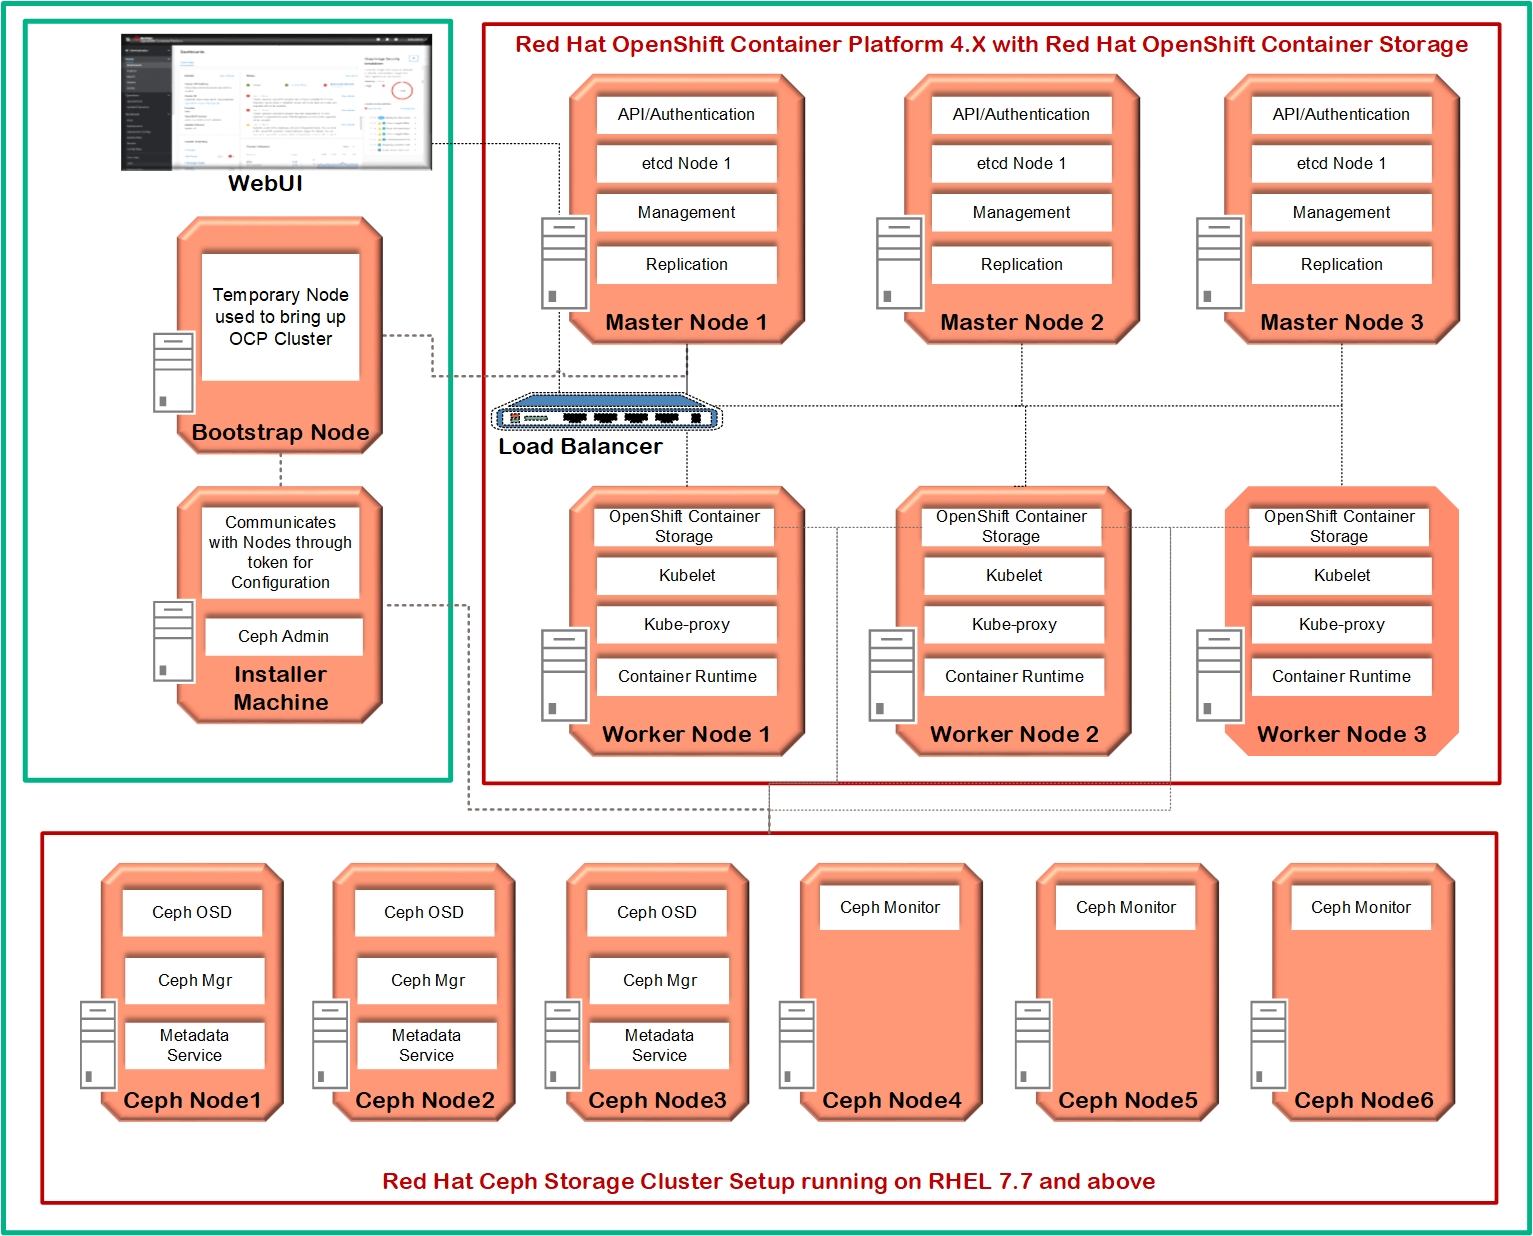 Red Hat OpenShift Container Platform 4.X with Red Hat OpenShift Container Storage
Dashboards
WebUI
Temporary Node
used to bring up
OCP Cluster
Bootstrap Node
Communicates
with Nodes through
token for
Configuration
Ceph Admin
Installer
Machine
API/Authentication
etcd Node 1
Management
Replication
Master Node 1
API/Authentication
etcd Node 1
Management
Replication
Master Node 2
API/Authentication
etcd Node 1
Management
Replication
Master Node 3
Load Balancer
OpenShift Container
Storage
Kubelet
Kube-proxy
Container Runtime
Worker Node 1
OpenShift Container
Storage
Kubelet
Kube-proxy
Container Runtime
Worker Node 2
OpenShift Container
Storage
Kubelet
Kube-proxy
Container Runtime
Worker Node 3
Ceph OSD
Ceph Mgr
Metadata
Service
Ceph Node1
Ceph OSD
Ceph Mgr
Metadata
Service
Ceph Node2
Ceph OSD
Ceph Mgr
Metadata
Service
Ceph Node3
Ceph Monitor
Ceph Node4
Ceph Monitor
Ceph Node5
Ceph Monitor
Ceph Node6
Red Hat Ceph Storage Cluster Setup running on RHEL 7.7 and above